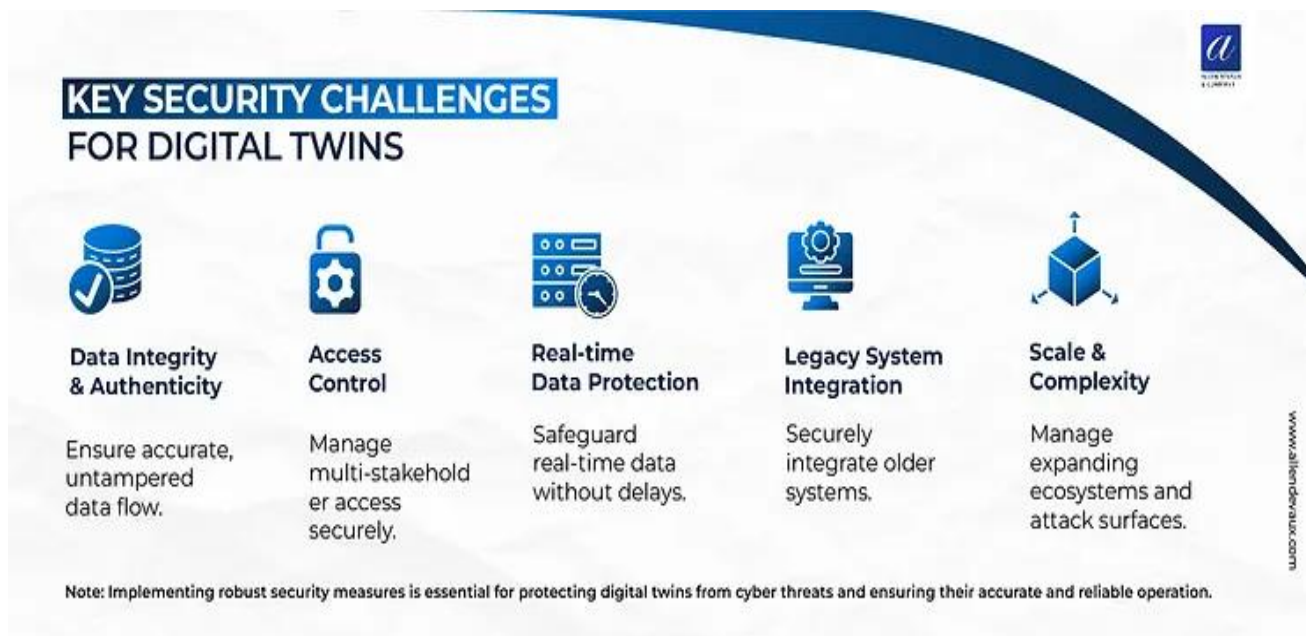 KEY SECURITY CHALLENGES
FOR DIGITAL TWINS
Data Integrity
& Authenticity
Ensure accurate,
untampered
data flow.
Access
Control
Manage
multi-stakehold
er access
securely.
Real-time
Data Protection
Safeguard
real-time data
without delays.
Legacy System
Integration
Securely
integrate older
systems.
Scale &
Complexity
Manage
expanding
ecosystems and
attack surfaces.
www.allendevaux.com
Note: Implementing robust security measures is essential for protecting digital twins from cyber threats and ensuring their accurate and reliable operation.